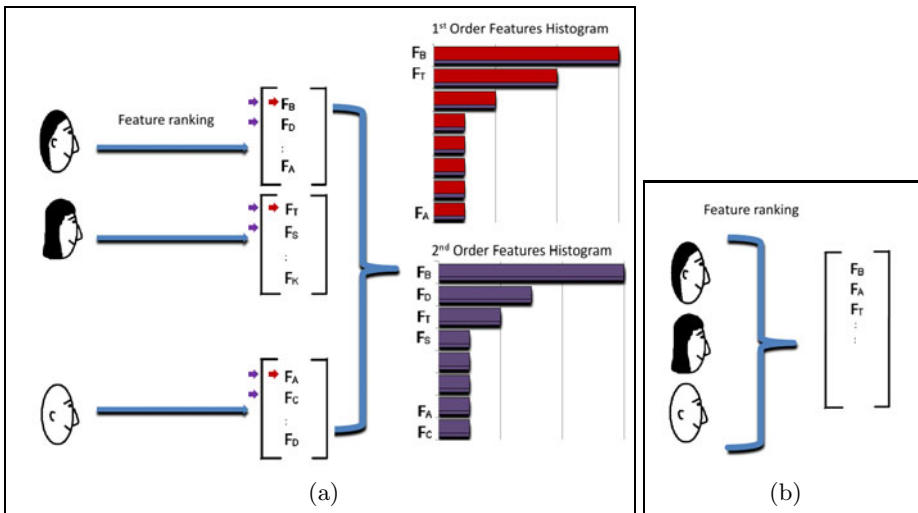 1st Order Features Histogram
FB
FT
FA
Feature ranking
FB
FD
:
FA
FT
FS
:
FK
FA
FC
:
FD
2nd Order Features Histogram
FB
FD
FT
FS
FA
FC
(a)
Feature ranking
FB
FA
FT
:
:
(b)